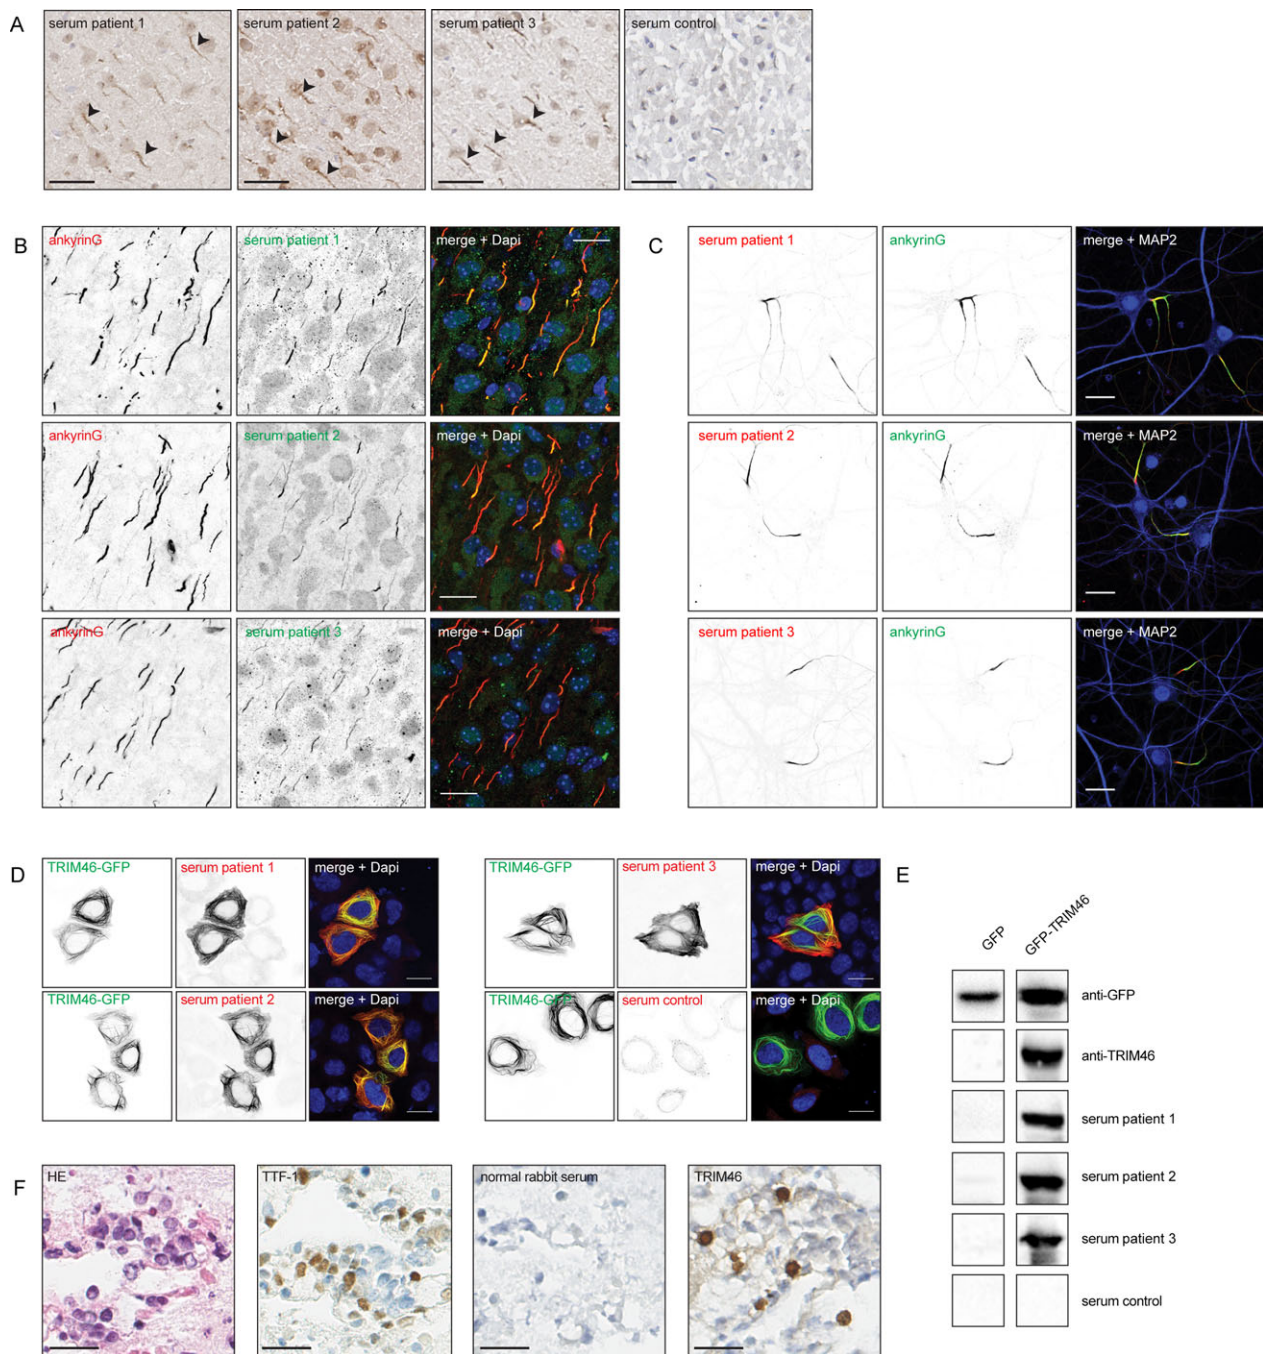 A
serum patient 1
serum patient 2
serum patient 3
serum control
B
ankyrinG
serum patient 1
merge + Dapi
ankyrinG
serum patient 2
merge + Dapi
ankyrinG
serum patient 3
merge + Dapi
C
serum patient 1
ankyrinG
merge + MAP2
serum patient 2
ankyrinG
merge + MAP2
serum patient 3
ankyrinG
merge + MAP2
D
TRIM46-GFP
serum patient 1
merge + Dapi
TRIM46-GFP
serum patient 3
merge + Dapi
TRIM46-GFP
serum patient 2
merge + Dapi
TRIM46-GFP
serum control
merge + Dapi
E
GFP
GFP-TRIM46
anti-GFP
anti-TRIM46
serum patient 1
serum patient 2
serum patient 3
serum control
F
HE
TTF-1
normal rabbit serum
TRIM46